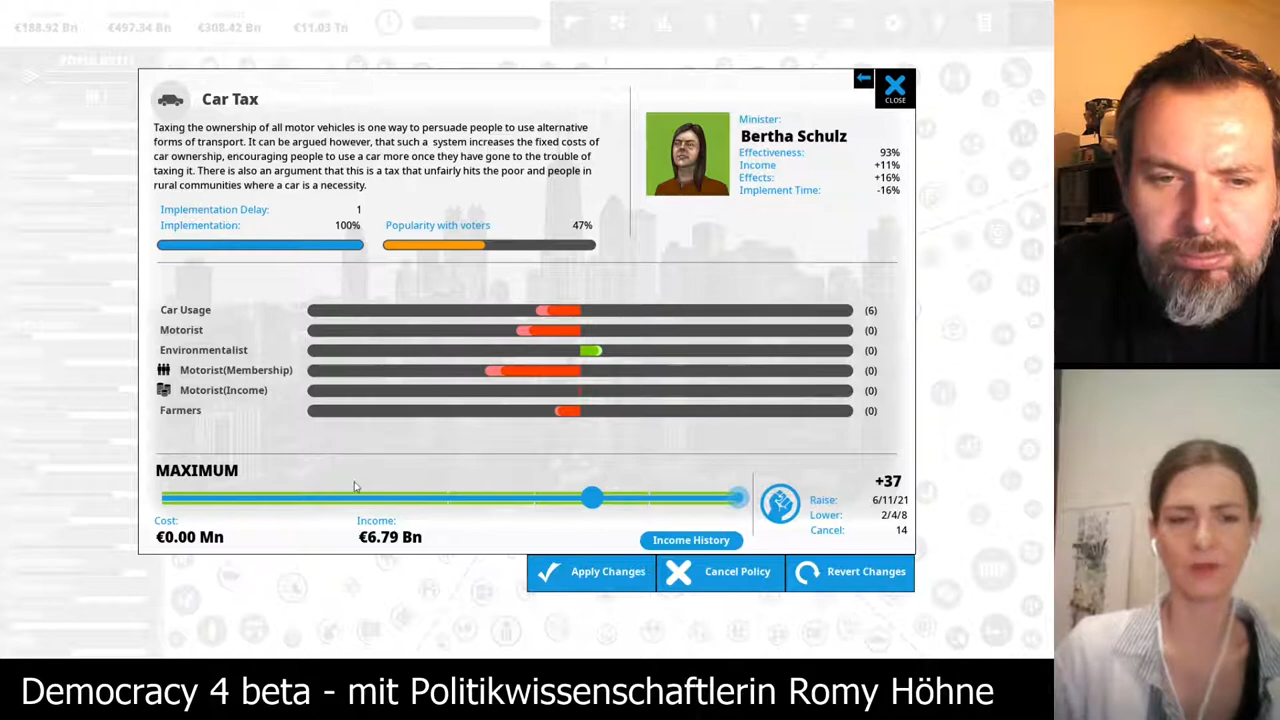 €188.92 Bn €497.34 Bn €308.42 Bn €11.03 Tn
Car Tax
CLOSE
Taxing the ownership of all motor vehicles is one way to persuade people to use alternative
forms of transport. It can be argued however, that such a system increases the fixed costs of
car ownership, encouraging people to use a car more once they have gone to the trouble of
taxing it. There is also an argument that this is a tax that unfairly hits the poor and people in
rural communities where a car is a necessity.
Minister:
Bertha Schulz
Effectiveness: 93%
Income +11%
Effects: +16%
Implement Time: -16%
Implementation Delay: 1
Implementation: 100%
Popularity with voters 47%
Car Usage (6)
Motorist (0)
Environmentalist (0)
Motorist(Membership) (0)
Motorist(Income) (0)
Farmers (0)
MAXIMUM
Cost:
€0.00 Mn
Income:
€6.79 Bn
Income History
+37
Raise: 6/11/21
Lower: 2/4/8
Cancel: 14
Apply Changes
Cancel Policy
Revert Changes
Democracy 4 beta - mit Politikwissenschaftlerin Romy Höhne